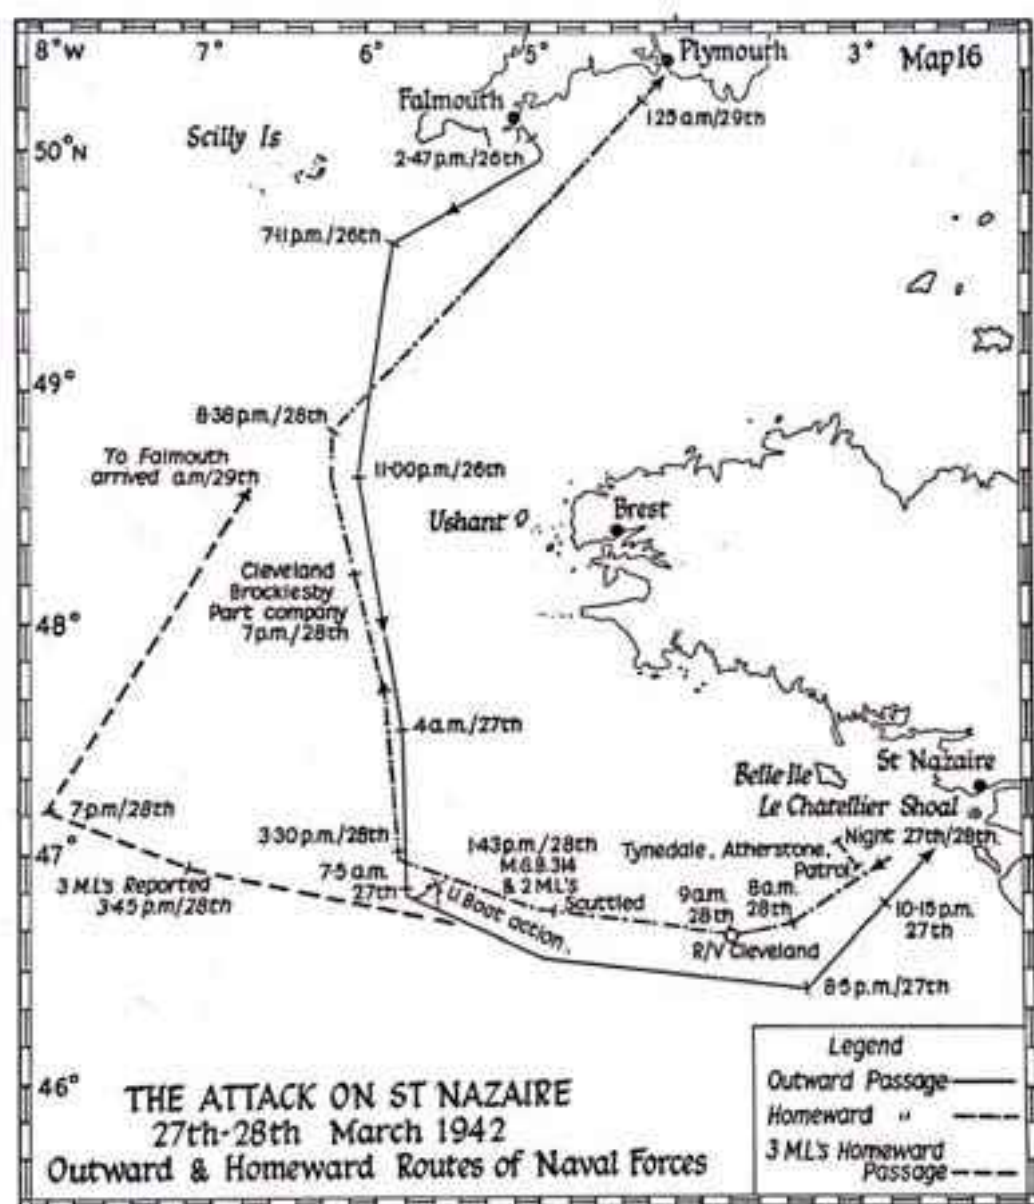 8°W
7°
6°
5°
3°
Map16
Plymouth
Falmouth
1·25 a.m/29th
Scilly Is
50°N
2·47 p.m./26th
7·11 p.m./26th
49°
8·38 p.m./28th
To Falmouth
arrived a.m/29th
11·00 p.m./26th
Ushant
Brest
Cleveland
Brocklesby
Part company
7 p.m./28th
48°
4 a.m./27th
St Nazaire
Belle Ile
Le Chatellier Shoal
7·p.m/28th
3·30 p.m./28th
1·43 p.m./28th
M.G.B.314
& 2 M.L's
Scuttled
Tynedale, Atherstone,
Patrol
Night 27th/28th.
47°
7·5 a.m.
27th
3 M.L's Reported
3·45 p.m/28th
U Boat action.
9 a.m.
28th
8 a.m.
28th
R/V Cleveland
10·15 p.m.
27th
8·5 p.m./27th
46°
THE ATTACK ON ST NAZAIRE
27th-28th March 1942
Outward & Homeward Routes of Naval Forces
Legend
Outward Passage
Homeward "
3 M.L's Homeward
Passage